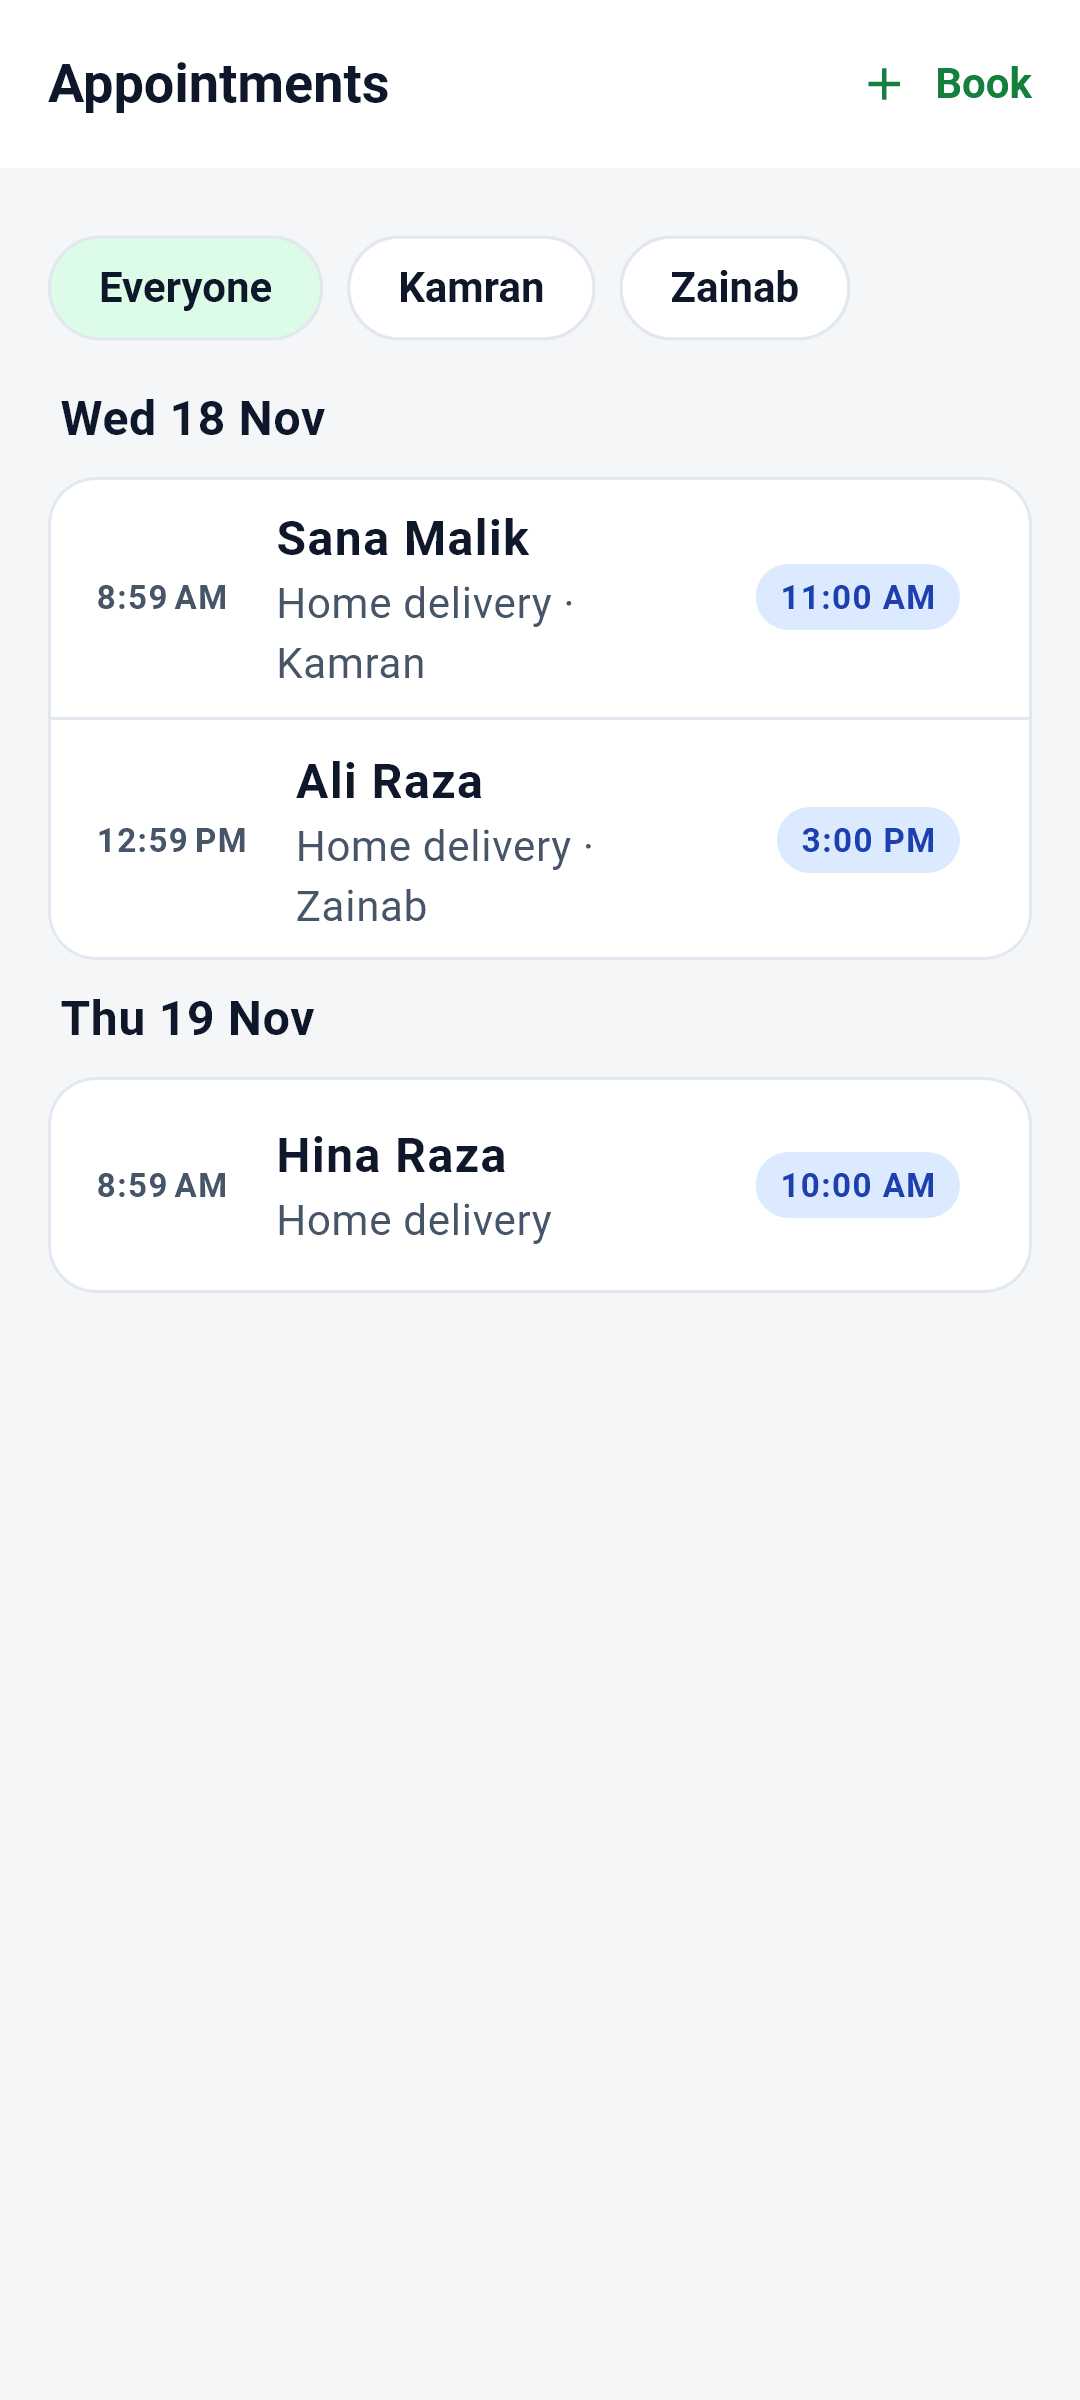 Appointments
+ Book
Everyone Kamran Zainab
Wed 18 Nov
Sana Malik
8:59 AM Home delivery · 11:00 AM
Kamran
Ali Raza
12:59 PM Home delivery · 3:00 PM
Zainab
Thu 19 Nov
Hina Raza
8:59 AM 10:00 AM
Home delivery